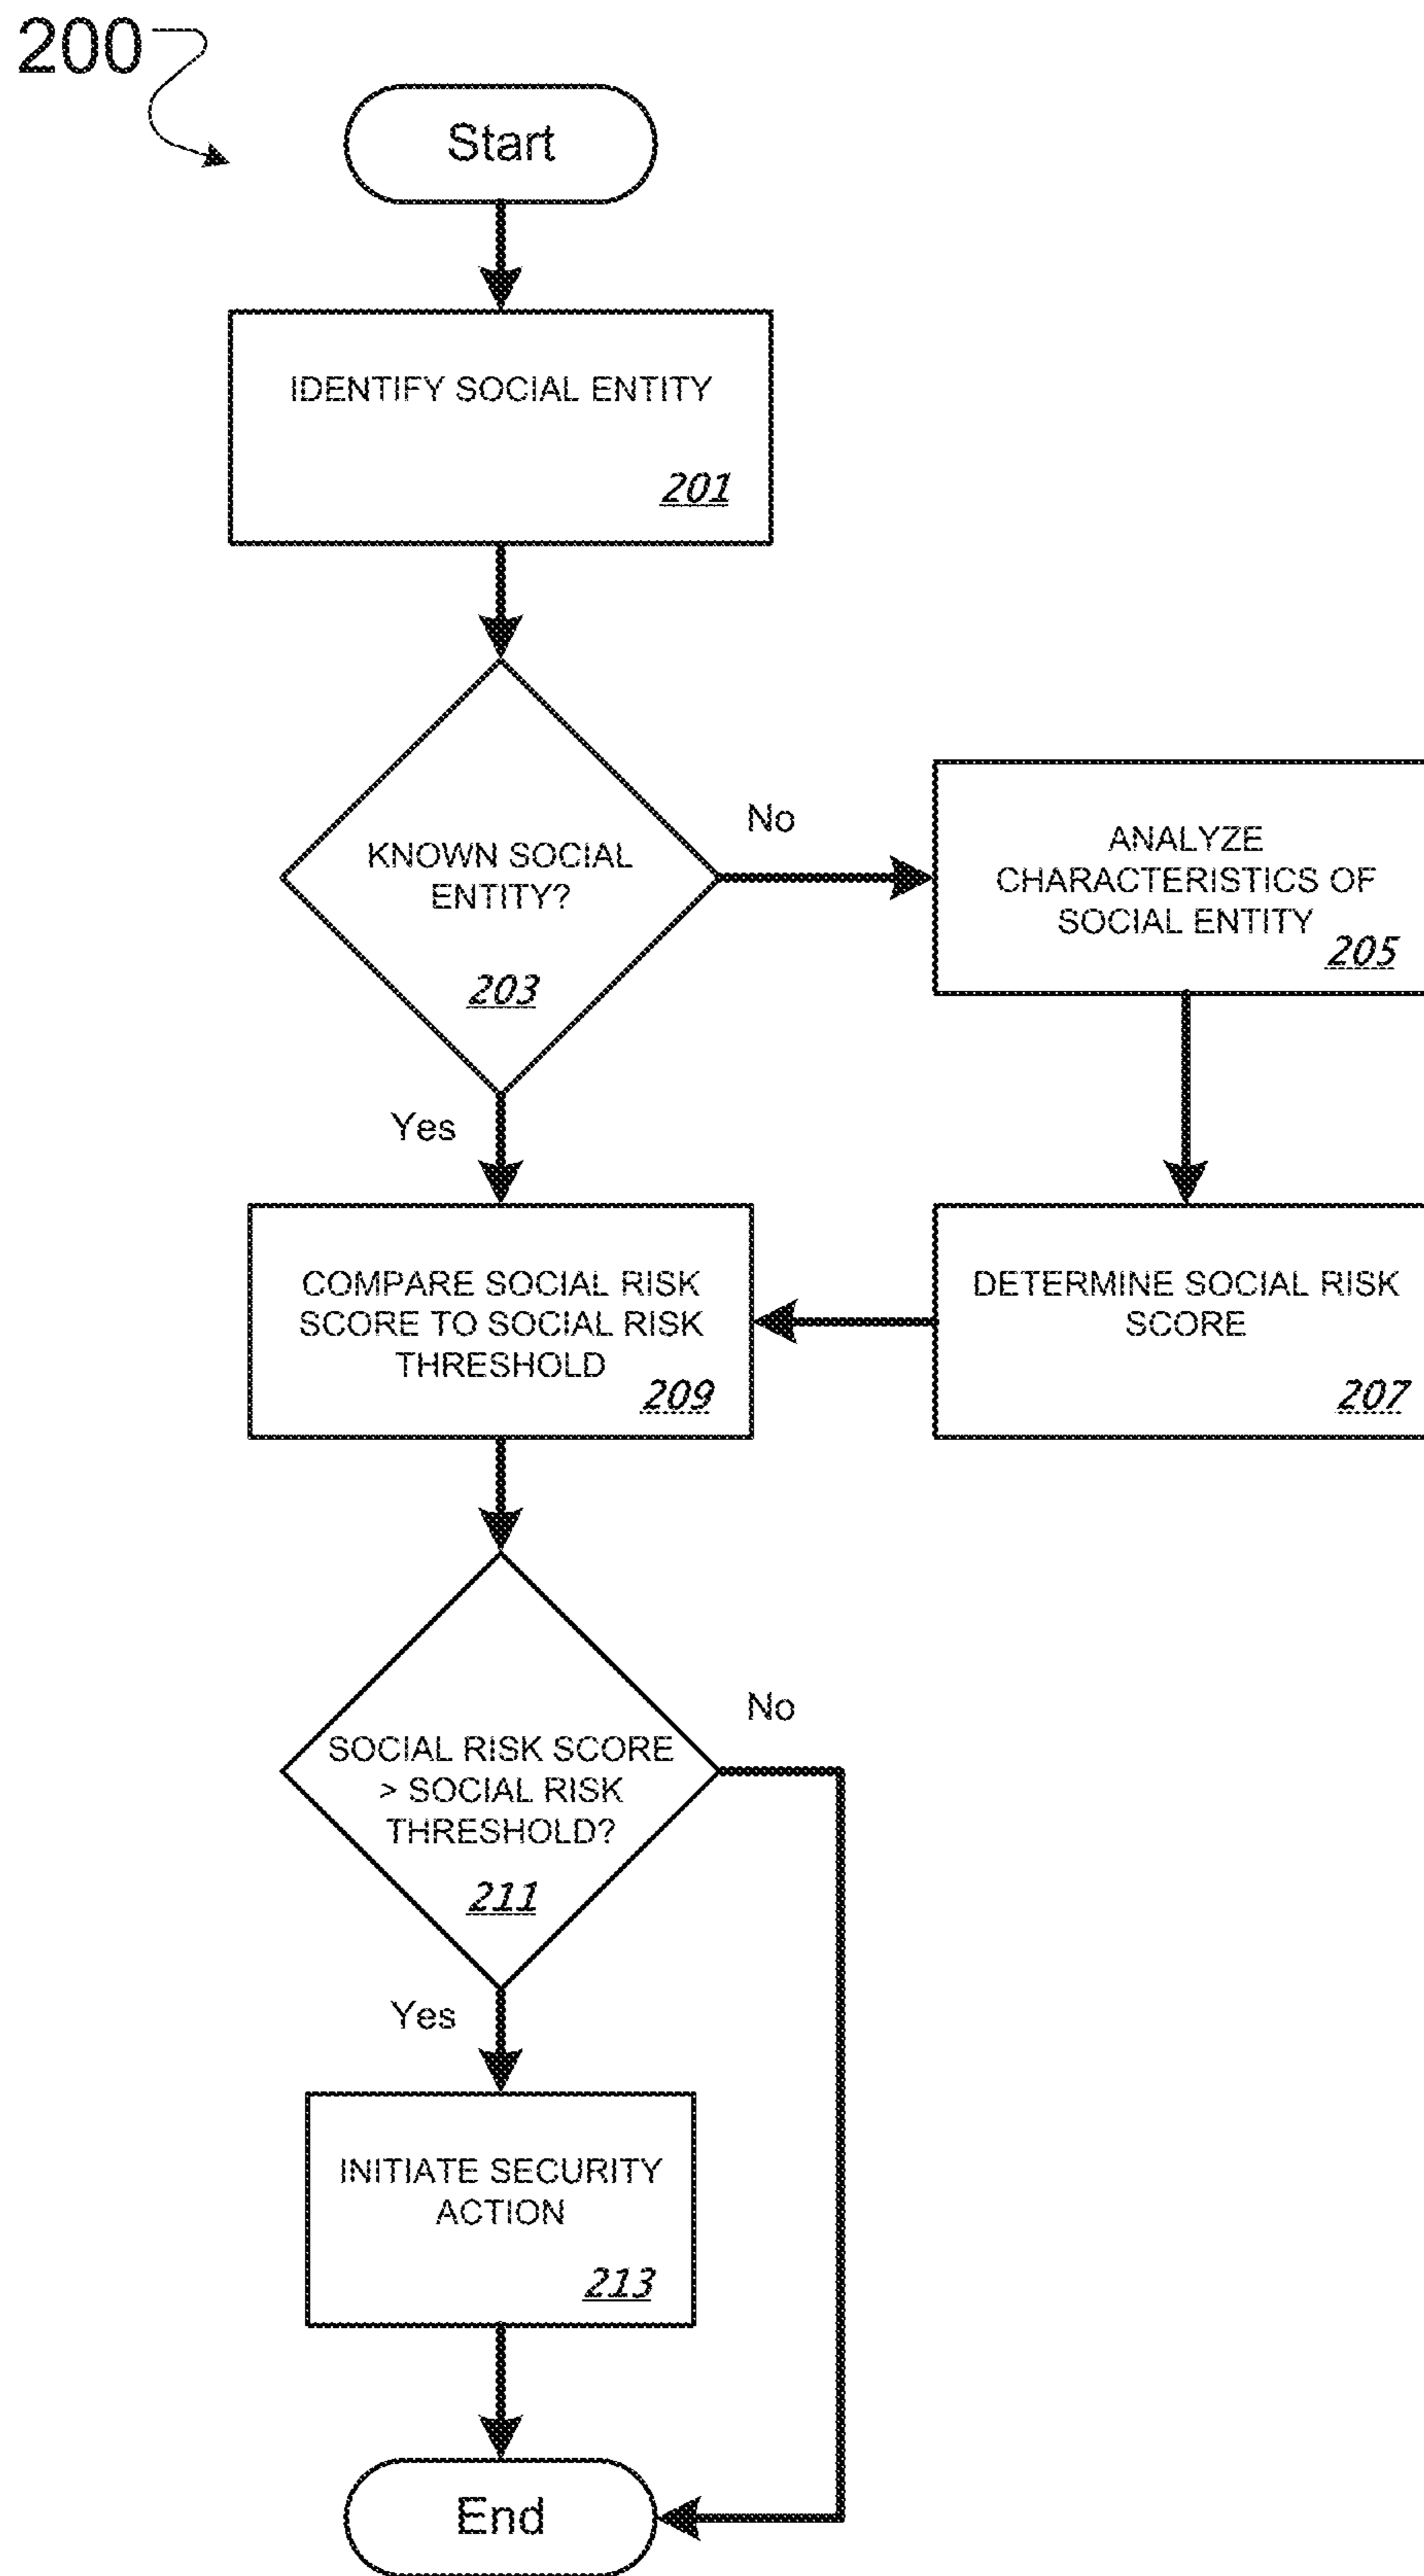 200
Start
IDENTIFY SOCIAL ENTITY
201
KNOWN SOCIAL
ENTITY?
203
No
Yes
ANALYZE
CHARACTERISTICS OF
SOCIAL ENTITY
205
DETERMINE SOCIAL RISK
SCORE
207
COMPARE SOCIAL RISK
SCORE TO SOCIAL RISK
THRESHOLD
209
SOCIAL RISK SCORE
> SOCIAL RISK
THRESHOLD?
211
No
Yes
INITIATE SECURITY
ACTION
213
End